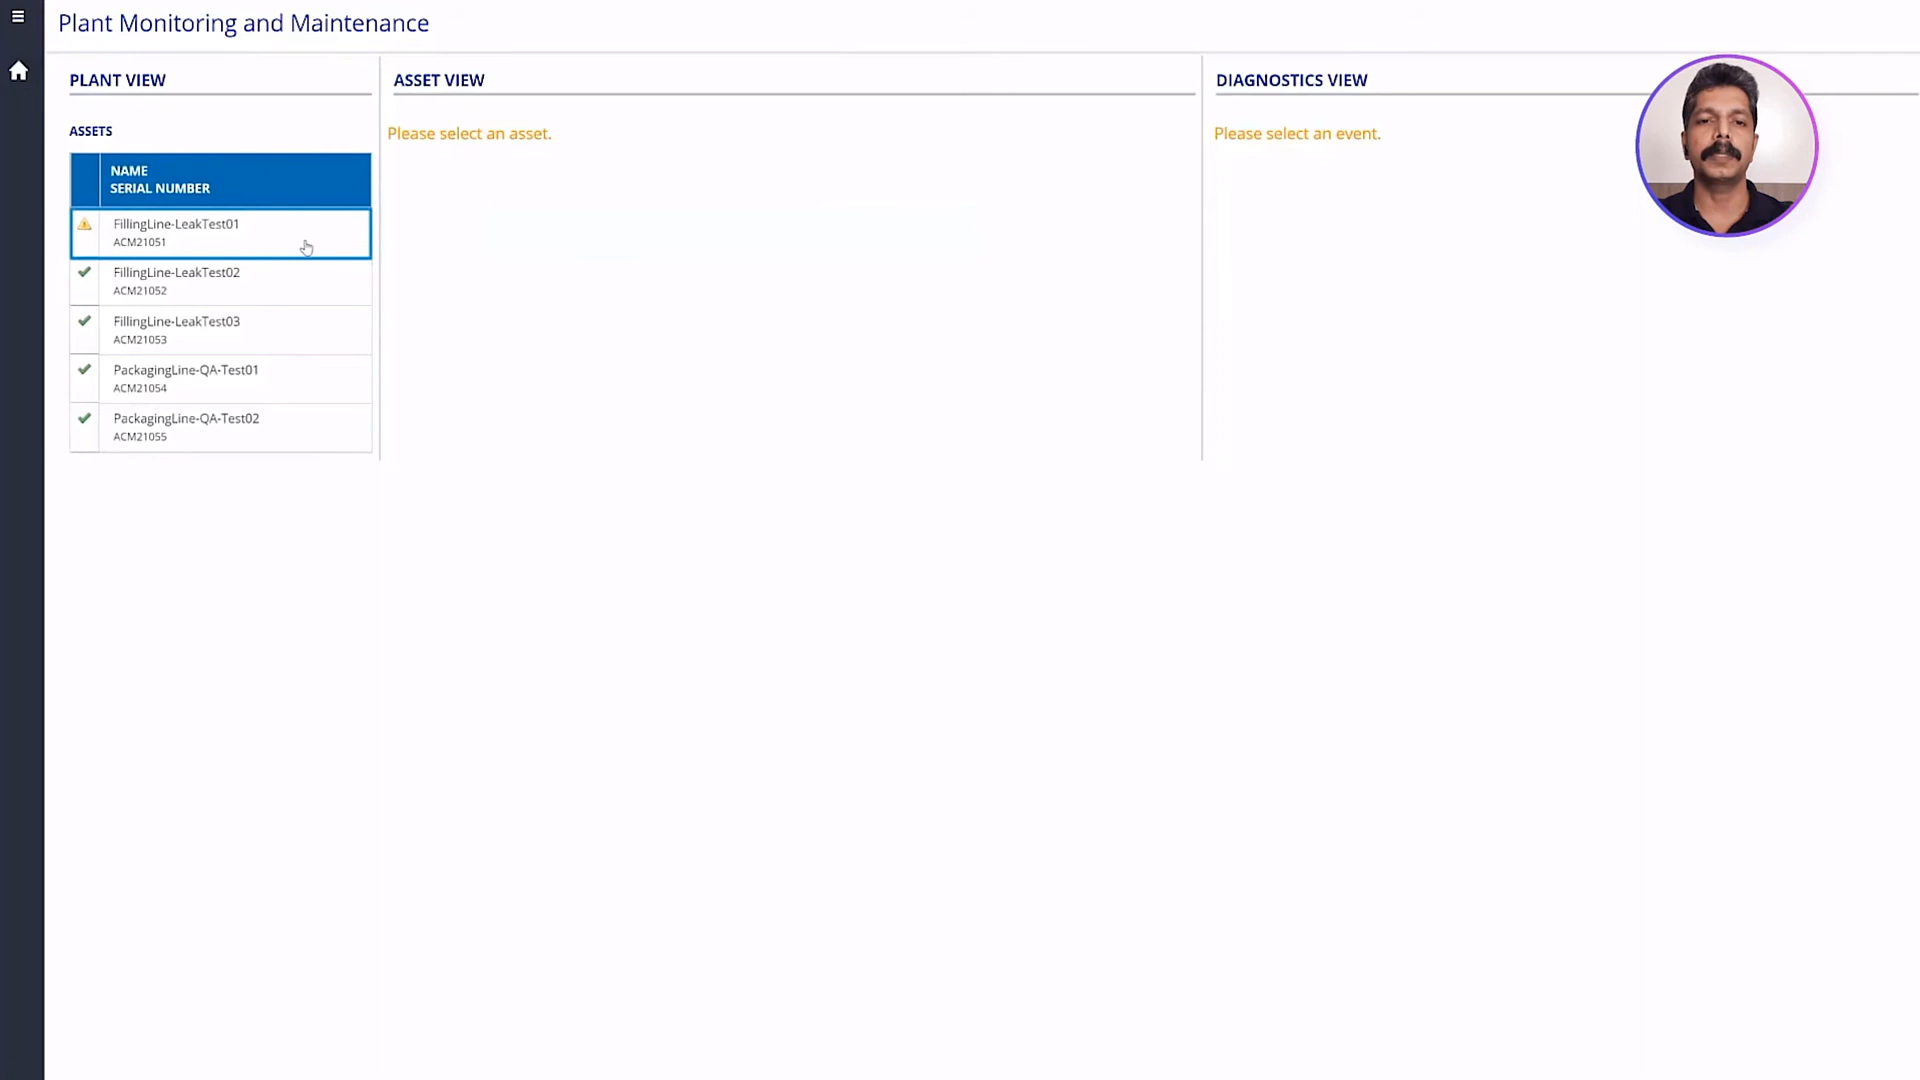 Plant Monitoring and Maintenance
PLANT VIEW
ASSETS
NAME
SERIAL NUMBER
FillingLine-LeakTest01
ACM21051
FillingLine-LeakTest02
ACM21052
FillingLine-LeakTest03
ACM21053
PackagingLine-QA-Test01
ACM21054
PackagingLine-QA-Test02
ACM21055
ASSET VIEW
Please select an asset.
DIAGNOSTICS VIEW
Please select an event.